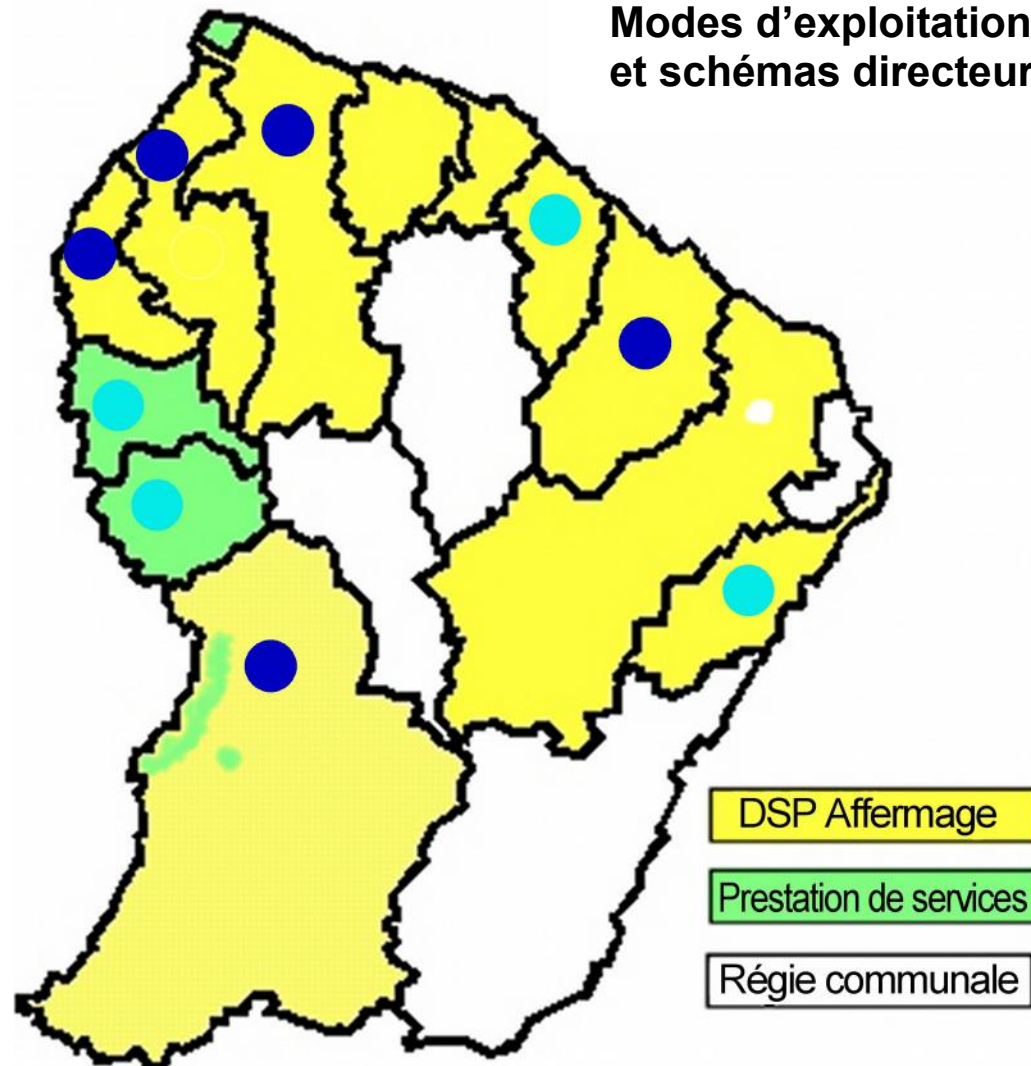 Modes d’exploitation
et schémas directeur
DSP Affermage
Prestation de services
Régie communale